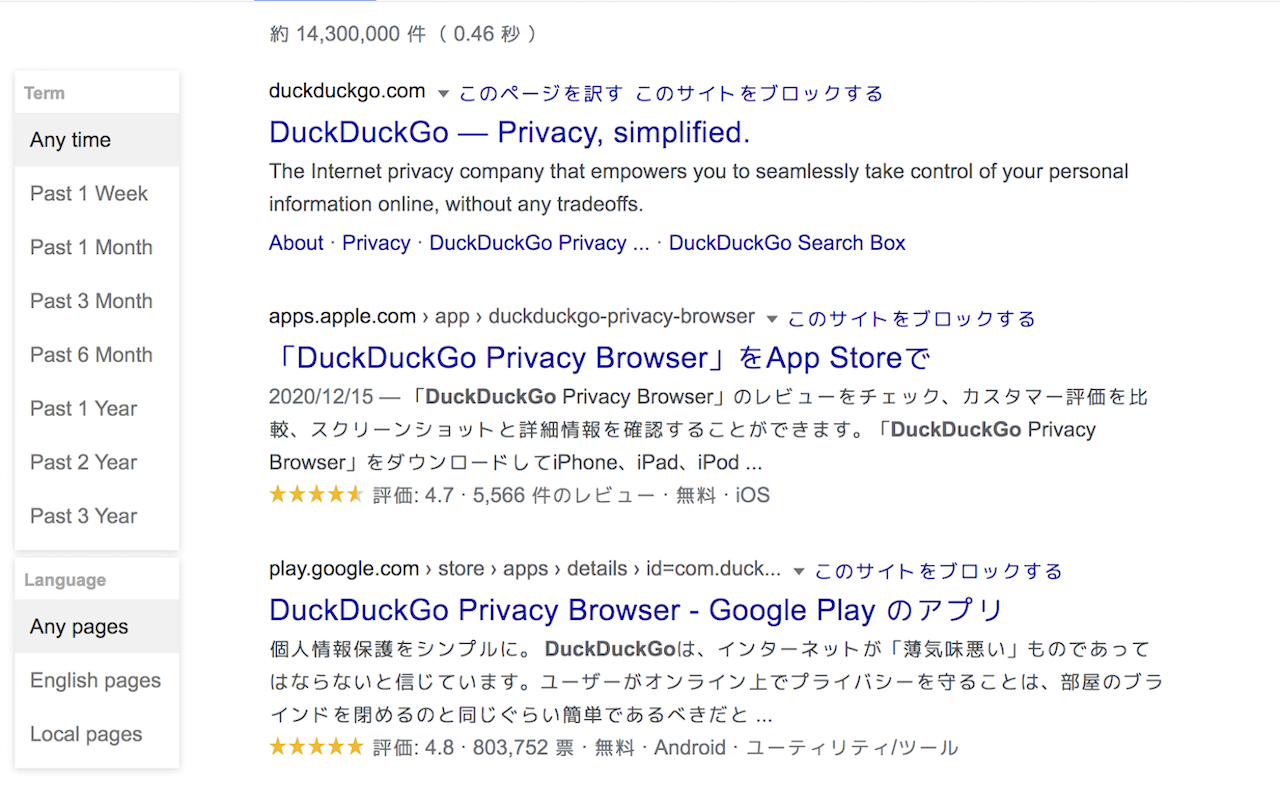 約 14,300,000 件 （ 0.46 秒 ）
Term
Any time
Past 1 Week
Past 1 Month
Past 3 Month
Past 6 Month
Past 1 Year
Past 2 Year
Past 3 Year
Language
Any pages
English pages
Local pages
duckduckgo.com ▼ このページを訳す このサイトをブロックする
DuckDuckGo — Privacy, simplified.
The Internet privacy company that empowers you to seamlessly take control of your personal
information online, without any tradeoffs.
About · Privacy · DuckDuckGo Privacy ... · DuckDuckGo Search Box
apps.apple.com › app › duckduckgo-privacy-browser ▼ このサイトをブロックする
「DuckDuckGo Privacy Browser」をApp Storeで
2020/12/15 — 「DuckDuckGo Privacy Browser」のレビューをチェック、カスタマー評価を比
較、スクリーンショットと詳細情報を確認することができます。「DuckDuckGo Privacy
Browser」をダウンロードしてiPhone、iPad、iPod ...
★★★★★ 評価: 4.7 · 5,566 件のレビュー · 無料 · iOS
play.google.com › store › apps › details › id=com.duck... ▼ このサイトをブロックする
DuckDuckGo Privacy Browser - Google Play のアプリ
個人情報保護をシンプルに。 DuckDuckGoは、インターネットが「薄気味悪い」ものであって
はならないと信じています。ユーザーがオンライン上でプライバシーを守ることは、部屋のブラ
インドを閉めるのと同じぐらい簡単であるべきだと ...
★★★★★ 評価: 4.8 · 803,752 票 · 無料 · Android · ユーティリティ/ツール